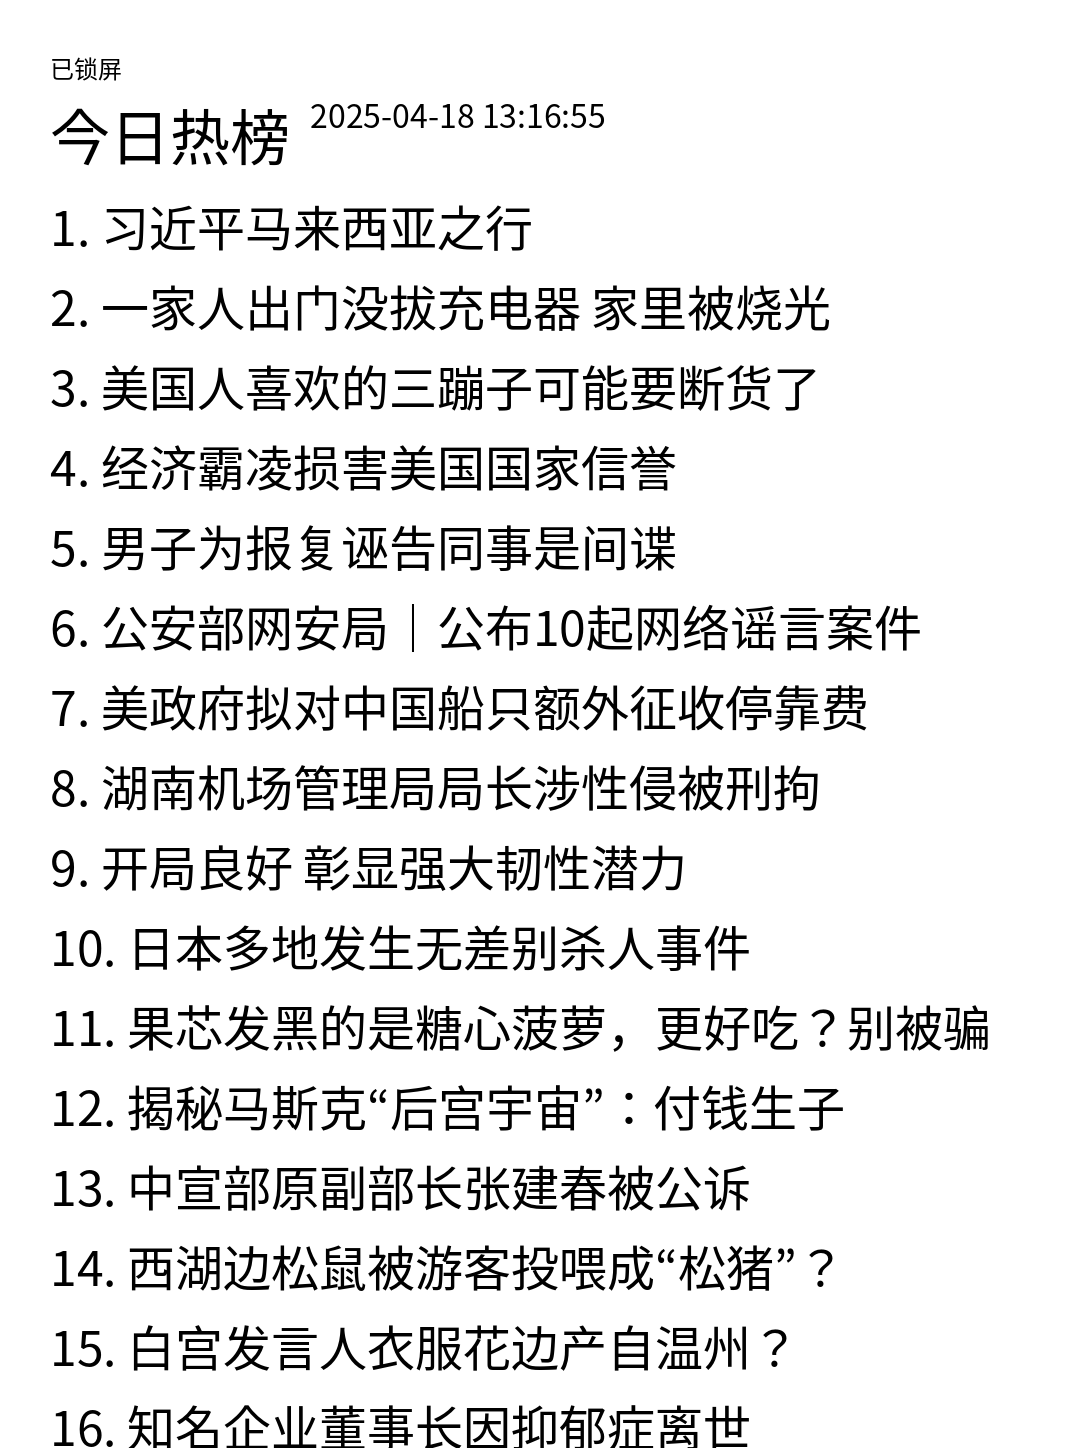 已锁屏
今日热榜 2025-04-18 13:16:55
1. 习近平马来西亚之行
2. 一家人出门没拔充电器 家里被烧光
3. 美国人喜欢的三蹦子可能要断货了
4. 经济霸凌损害美国国家信誉
5. 男子为报复诬告同事是间谍
6. 公安部网安局｜公布10起网络谣言案件
7. 美政府拟对中国船只额外征收停靠费
8. 湖南机场管理局局长涉性侵被刑拘
9. 开局良好 彰显强大韧性潜力
10. 日本多地发生无差别杀人事件
11. 果芯发黑的是糖心菠萝，更好吃？别被骗
12. 揭秘马斯克“后宫宇宙”：付钱生子
13. 中宣部原副部长张建春被公诉
14. 西湖边松鼠被游客投喂成“松猪”？
15. 白宫发言人衣服花边产自温州？
16. 知名企业董事长因抑郁症离世